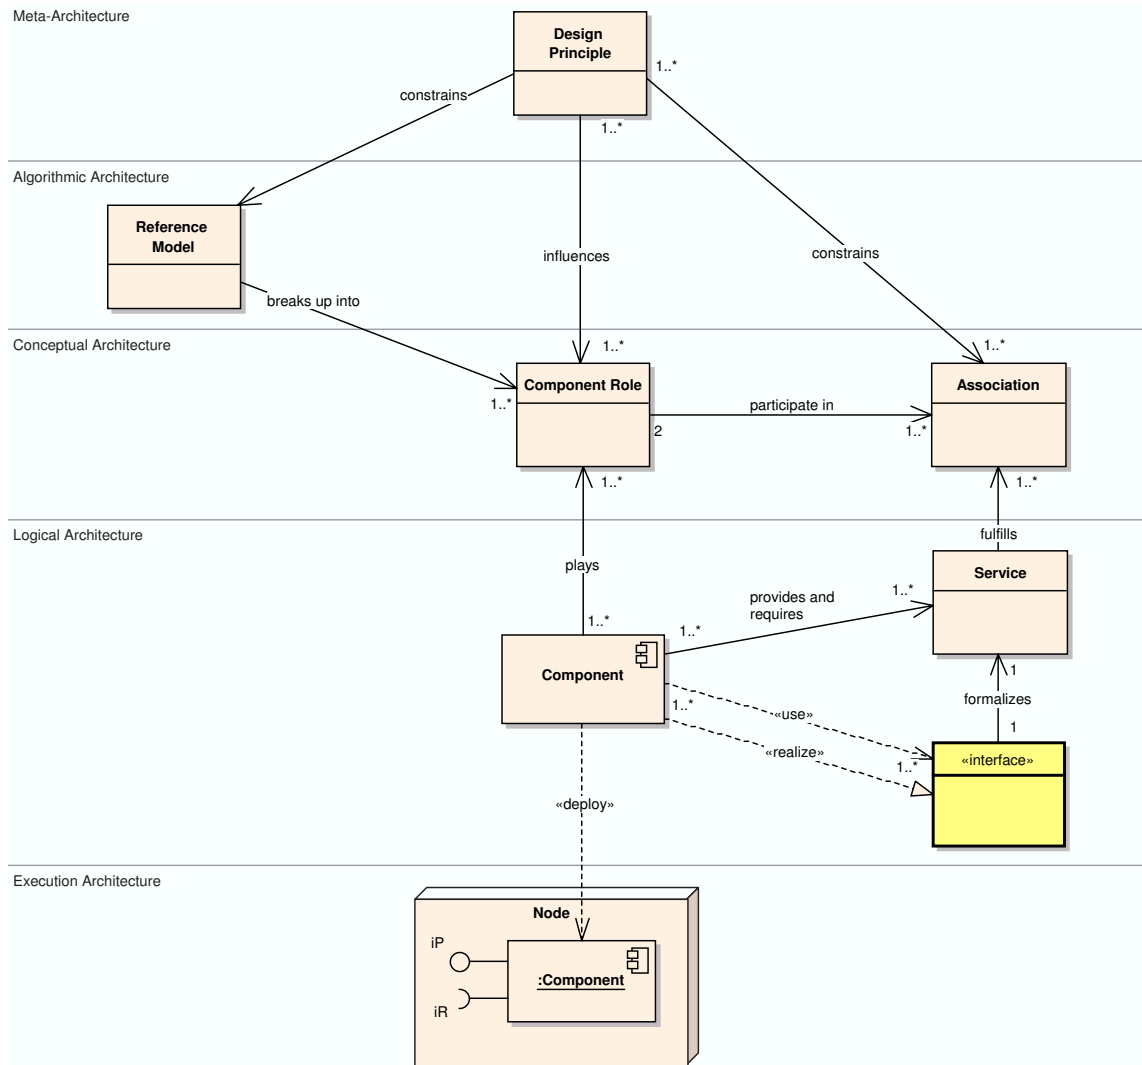 Meta-Architecture
Design
Principle
1..*
constrains
1..*
Algorithmic Architecture
Reference
Model
influences
constrains
breaks up into
Conceptual Architecture
1..*
1..*
Component Role
Association
1..*
participate in
2
1..*
1..*
1..*
Logical Architecture
fulfills
plays
Service
provides and
requires
1..*
1..*
1..*
Component
1
formalizes
1..*
«use»
1
«realize»
1..*
«interface»
«deploy»
Execution Architecture
Node
iP
:Component
iR